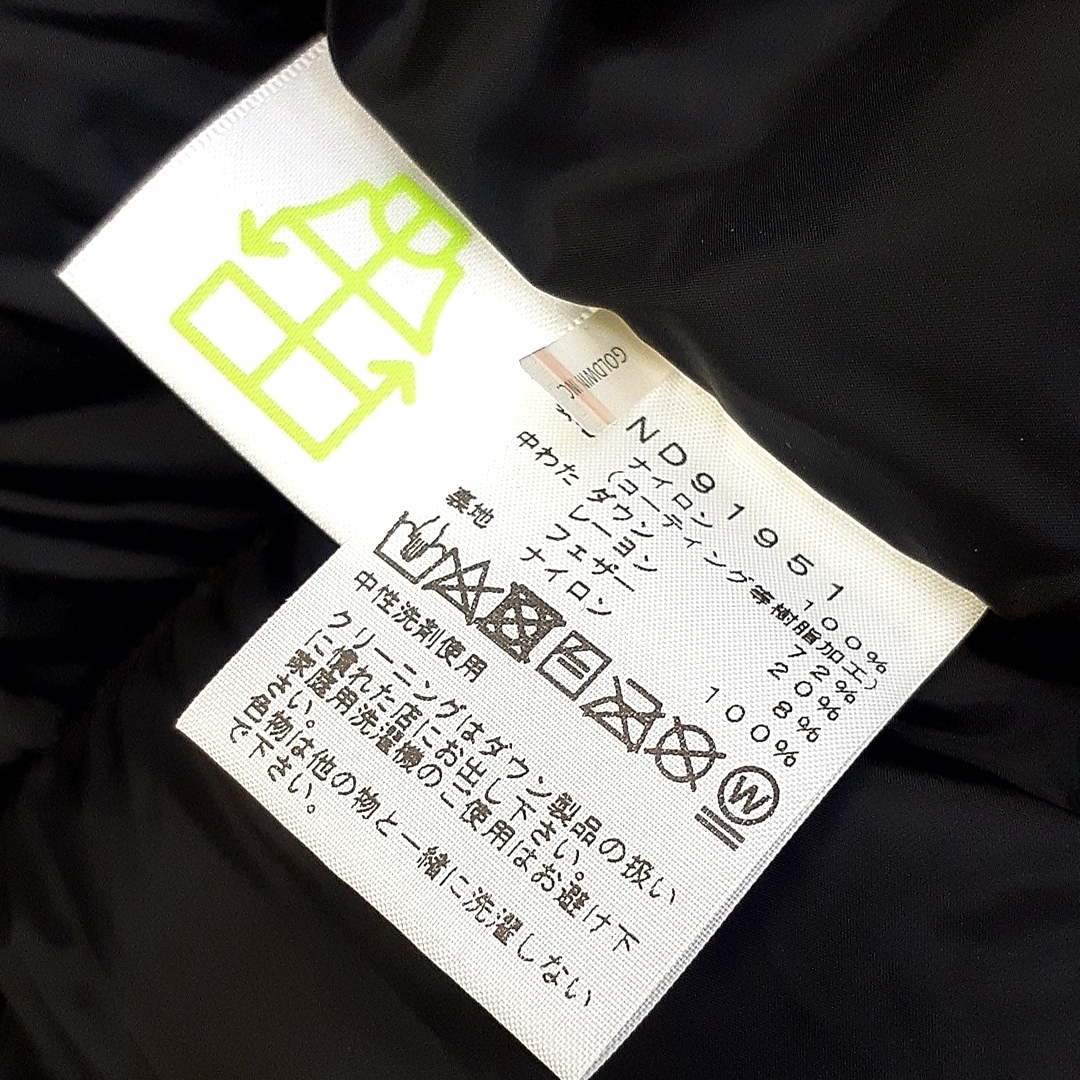 GOLDWIN INC
ND91951
ナイロン 100%
(コーティング等樹脂加工)
中わた ダウン 72%
レーヨン 20%
フェザー 8%
裏地 ナイロン 100%
中性洗剤使用
W
クリーニングはダウン製品の扱い
に慣れた店にお出し下さい。
家庭用洗濯機のご使用はお避け下
さい。
色物は他の物と一緒に洗濯しない
で下さい。